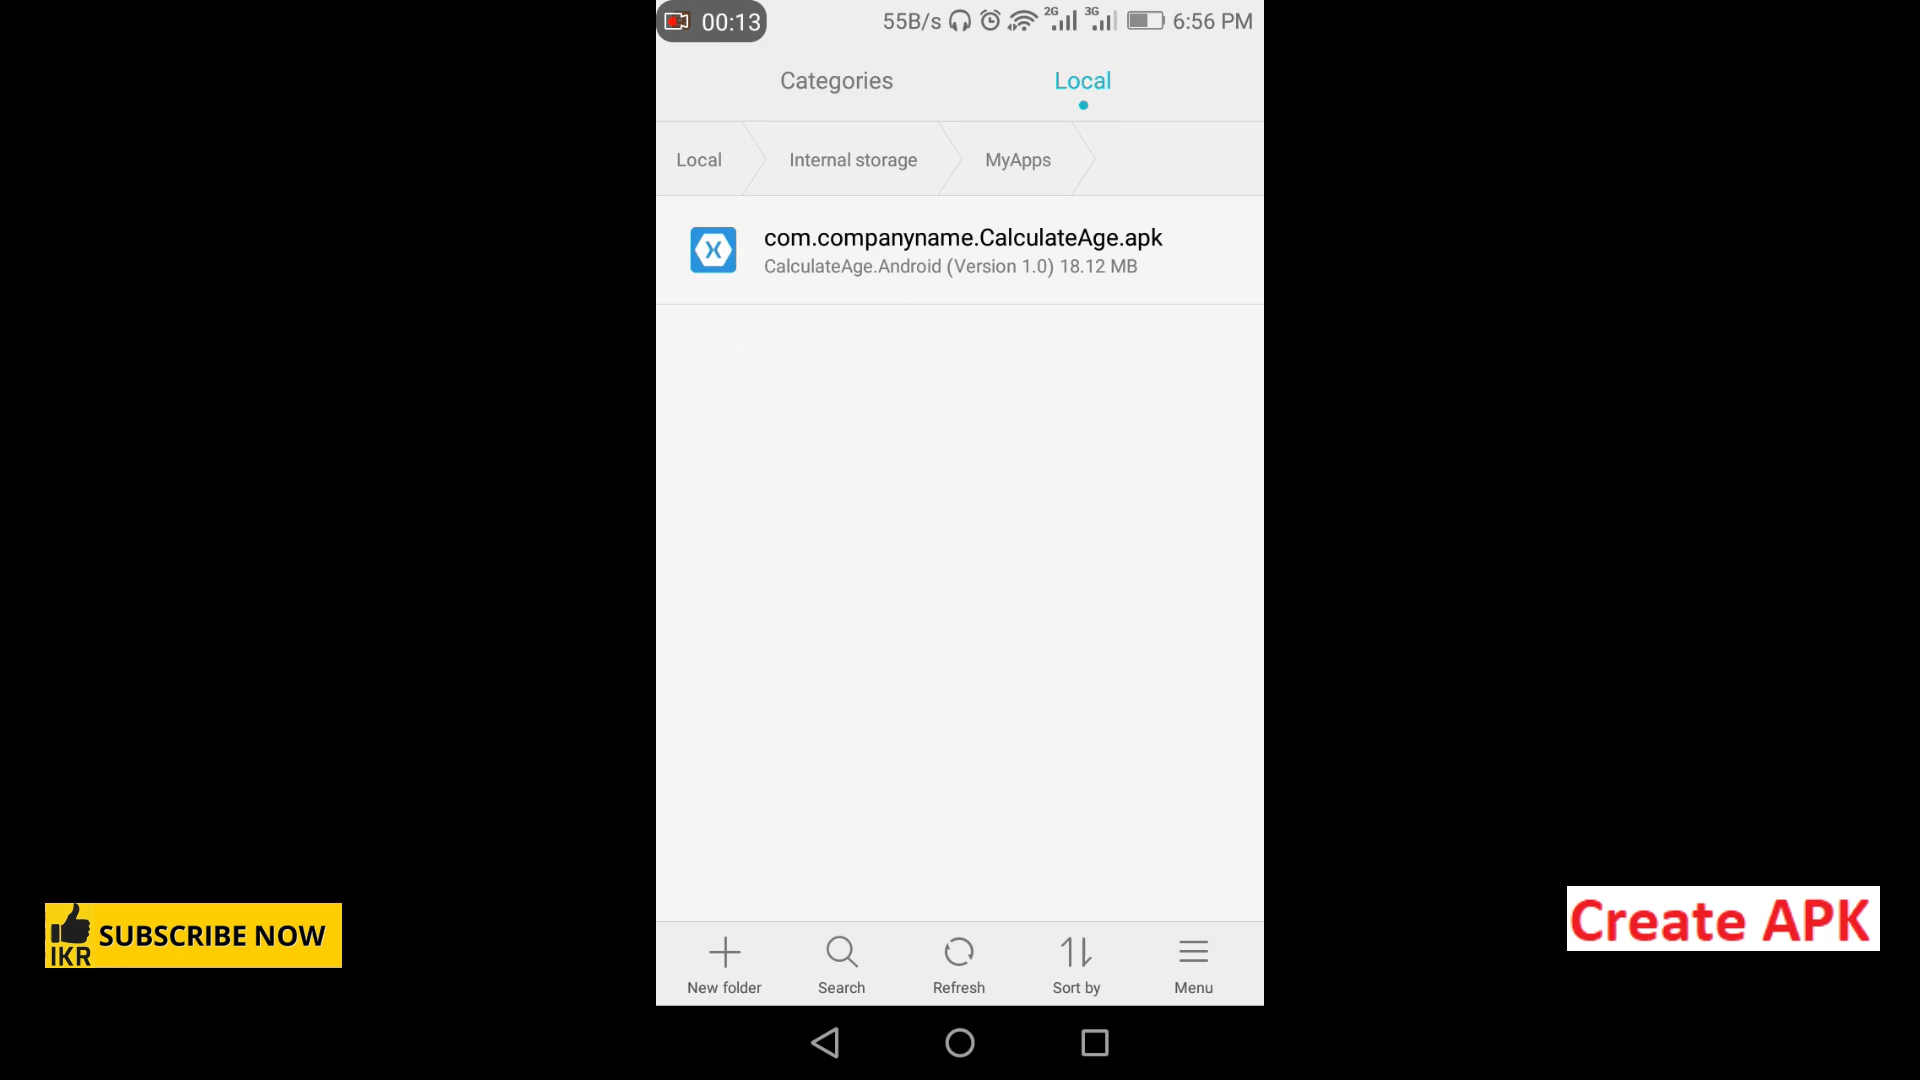 00:13
55B/s 2G 3G 6:56 PM
Categories Local
Local Internal storage MyApps
X
com.companyname.CalculateAge.apk
CalculateAge.Android (Version 1.0) 18.12 MB
IKR SUBSCRIBE NOW
Create APK
New folder Search Refresh Sort by Menu